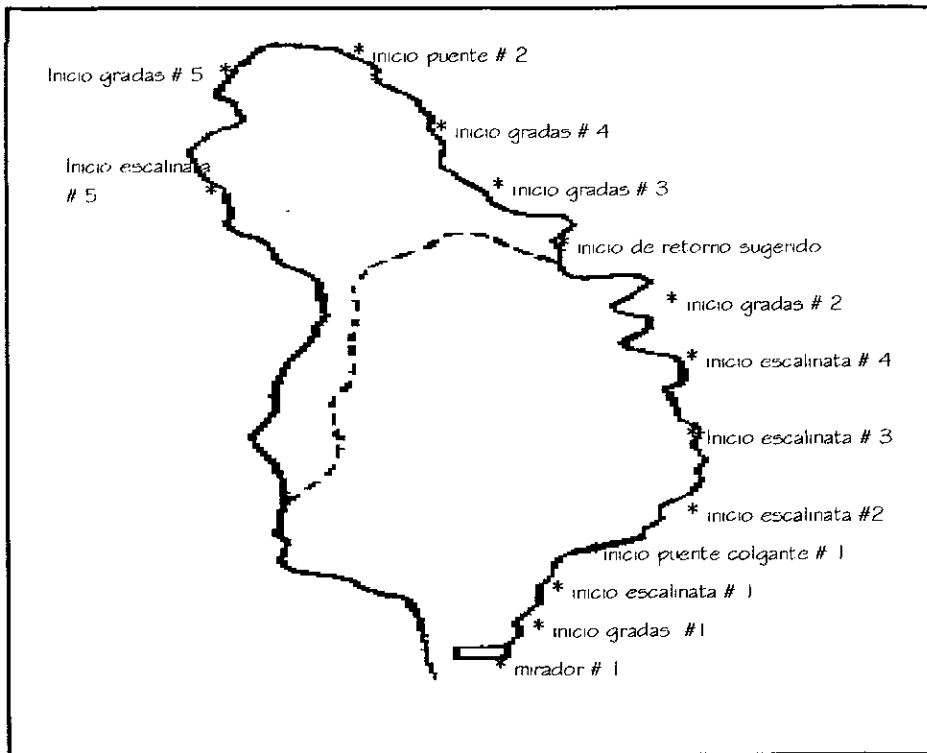 * inicio puente # 2
Inicio gradas # 5 *
* inicio gradas # 4
Inicio escalinata
# 5 *
* inicio gradas # 3
* inicio de retorno sugerido
* inicio gradas # 2
* inicio escalinata # 4
* Inicio escalinata # 3
* inicio escalinata #2
inicio puente colgante # 1
* inicio escalinata # 1
* inicio gradas #1
* mirador # 1